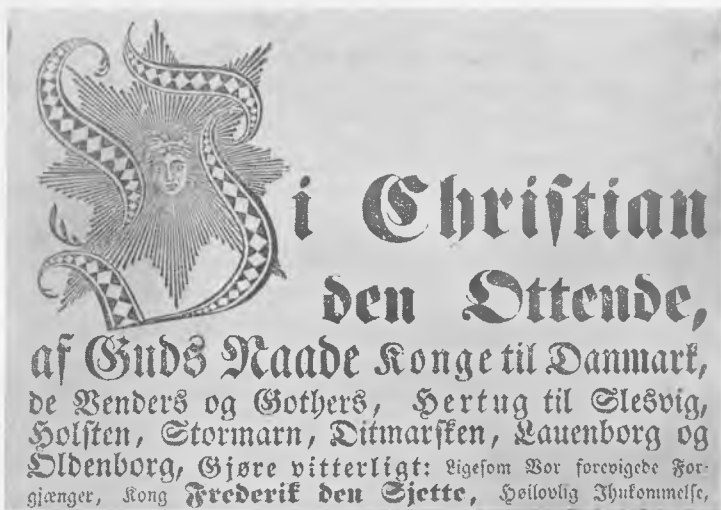 Vi Christian
den Ottende,
af Guds Naade Konge til Danmark,
de Venders og Gothers, Hertug til Slesvig,
Holsten, Stormarn, Ditmarsken, Lauenborg og
Oldenborg, Gjøre vitterligt: Ligesom Vor forevigede For-
gjænger, Kong Frederik den Sjette, Høilovlig Ihukommelse,